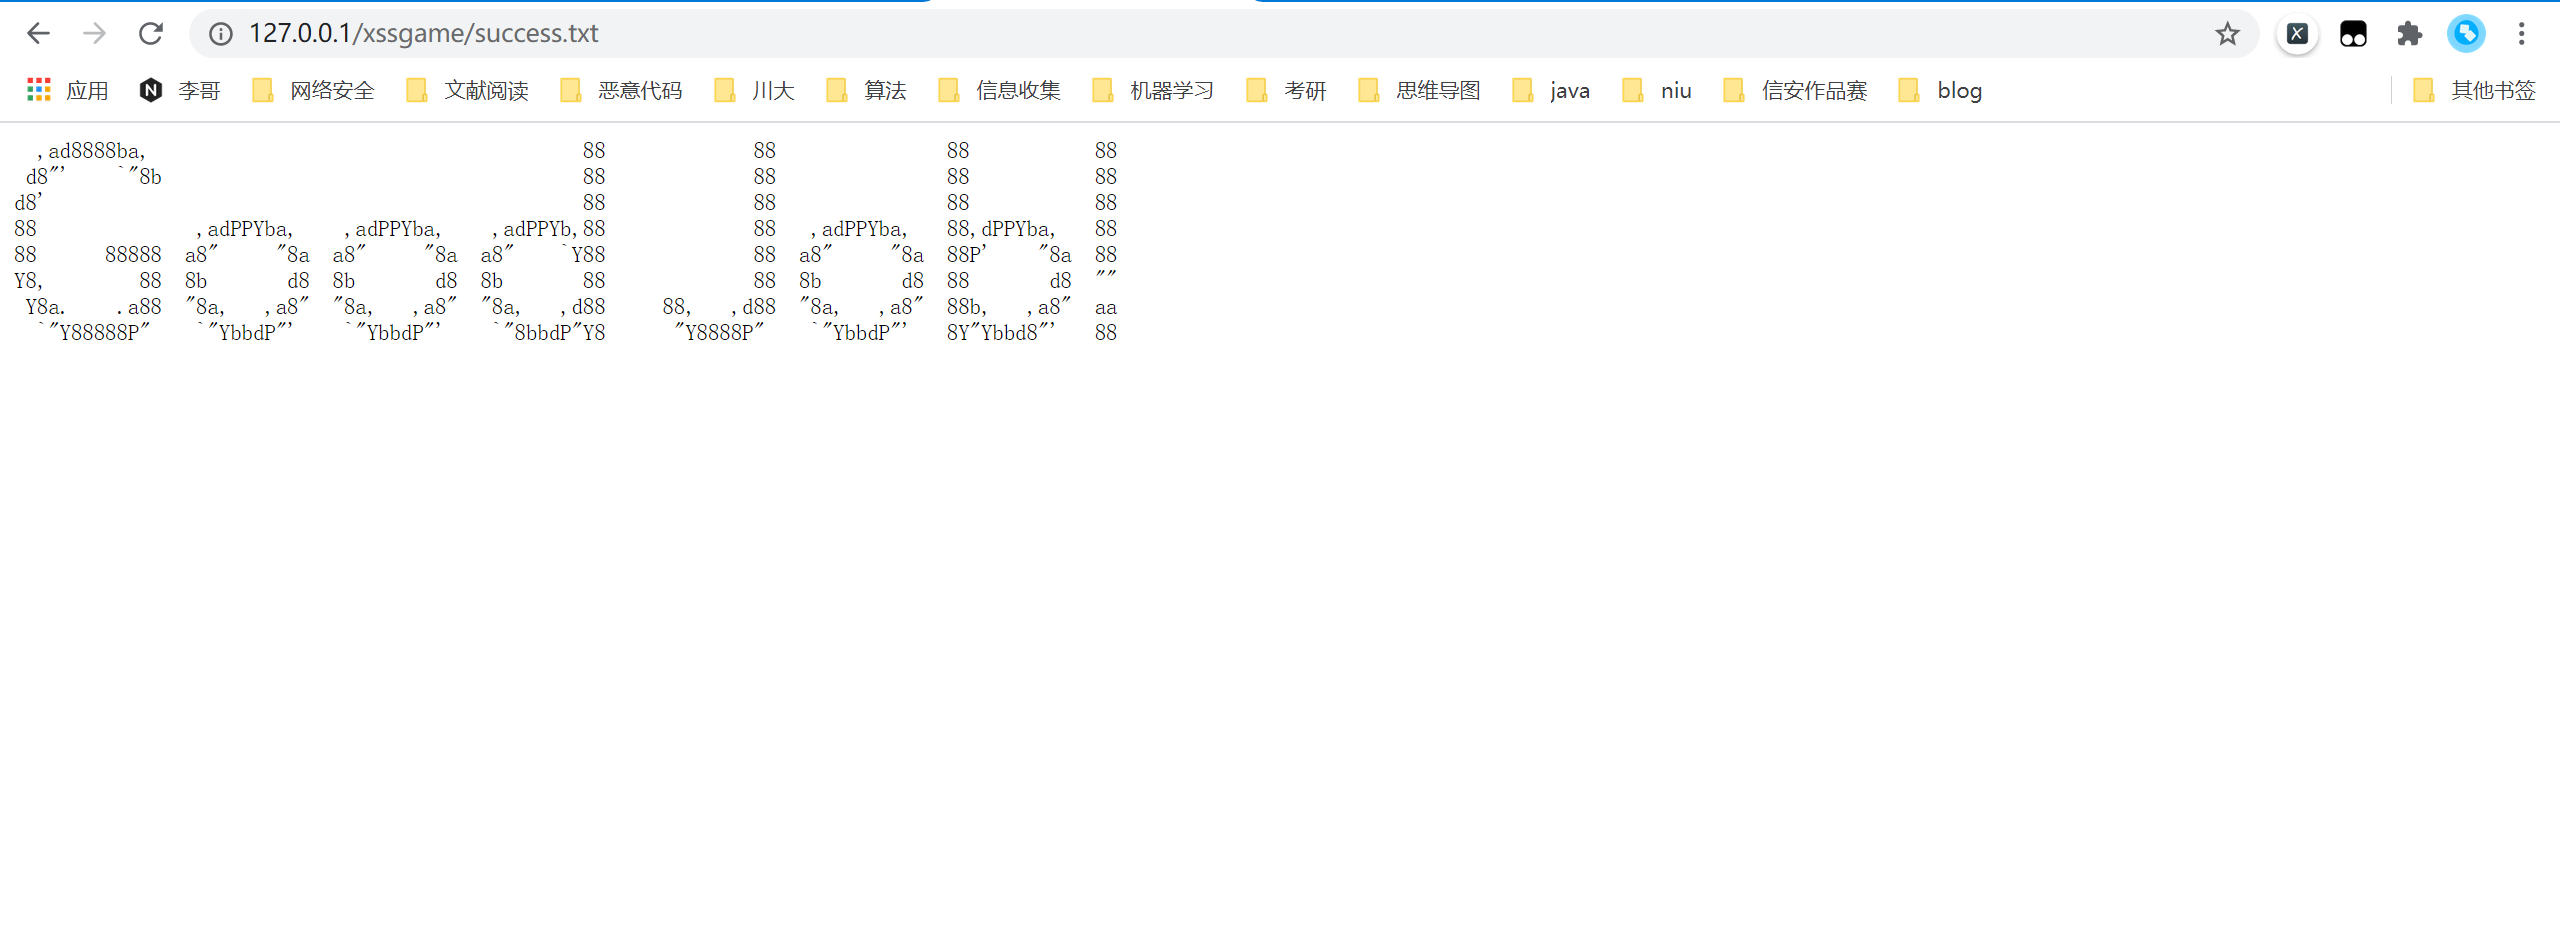 127.0.0.1/xssgame/success.txt
应用 李哥 网络安全 文献阅读 恶意代码 川大 算法 信息收集 机器学习 考研 思维导图 java niu 信安作品赛 blog 其他书签
  ,ad8888ba,                                      88             88               88           88
 d8"'    `"8b                                     88             88               88           88
d8'                                               88             88               88           88
88              ,adPPYba,    ,adPPYba,    ,adPPYb,88             88   ,adPPYba,   88,dPPYba,   88
88      88888  a8"     "8a  a8"     "8a  a8"    `Y88             88  a8"     "8a  88P'    "8a  88
Y8,        88  8b       d8  8b       d8  8b       88             88  8b       d8  88       d8  ""
 Y8a.    .a88  "8a,   ,a8"  "8a,   ,a8"  "8a,   ,d88     88,   ,d88  "8a,   ,a8"  88b,   ,a8"  aa
  `"Y88888P"    `"YbbdP"'    `"YbbdP"'    `"8bbdP"Y8      "Y8888P"    `"YbbdP"'   8Y"Ybbd8"'   88